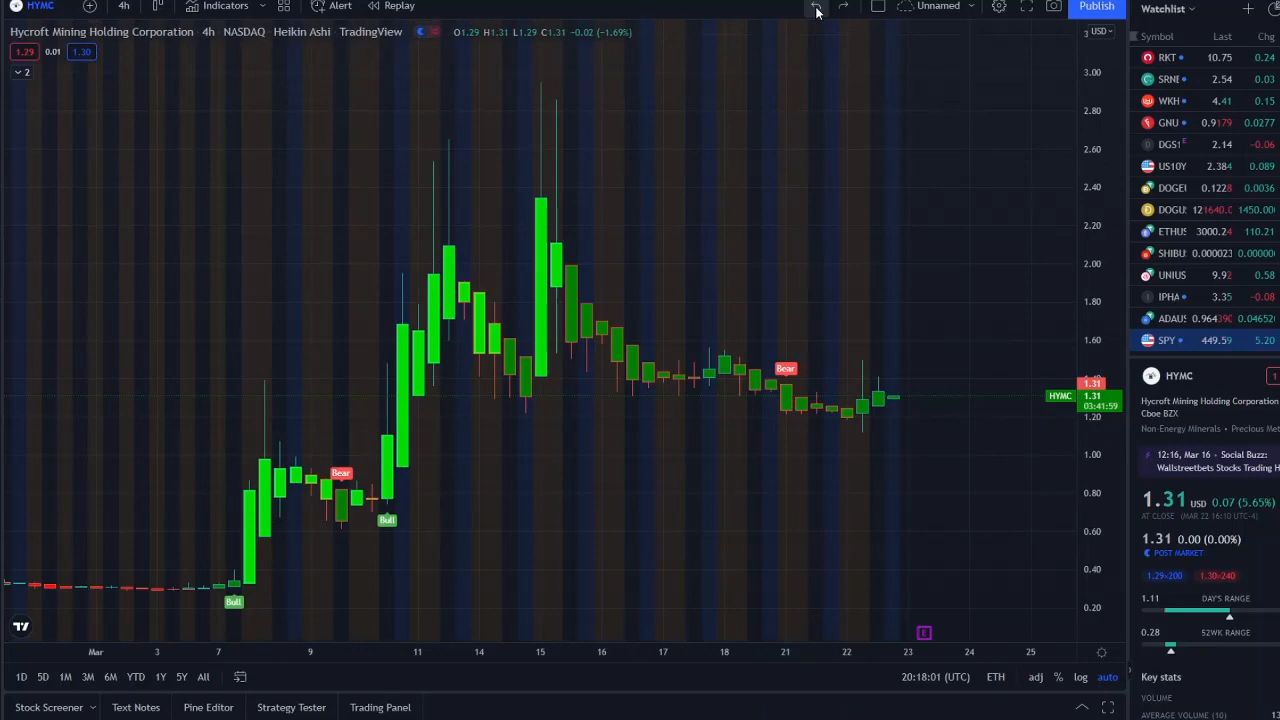 HYMC 4h Indicators Alert Replay Unnamed Publish
Hycroft Mining Holding Corporation · 4h · NASDAQ · Heikin Ashi · TradingView O1.29 H1.31 L1.29 C1.31 -0.02 (-1.69%)
1.29 0.01 1.30
2
USD
3.00
2.80
2.60
2.40
2.20
2.00
1.80
1.60
1.40
1.31
HYMC 1.31
03:41:59
1.20
1.00
0.80
0.60
0.40
0.20
Bear
Bear
Bull
Bull
E
Mar 3 7 9 11 14 15 16 17 18 21 22 23 24 25
1D 5D 1M 3M 6M YTD 1Y 5Y All 20:18:01 (UTC) ETH adj % log auto
Stock Screener Text Notes Pine Editor Strategy Tester Trading Panel
Watchlist
Symbol Last Chg
RKT 10.75 0.24
SRNE 2.54 0.03
WKH 4.41 0.15
GNU 0.9179 0.0277
DGS1 E 2.14 -0.06
US10Y 2.384 0.089
DOGEU 0.1228 0.0036
DOGU 121640.0 1450.00
ETHUS 3000.24 110.21
SHIBU 0.000023 0.00000
UNIUS 9.92 0.58
IPHA 3.35 -0.08
ADAUS 0.964390 0.04652
SPY 449.59 5.20
HYMC
Hycroft Mining Holding Corporation
Cboe BZX
Non-Energy Minerals · Precious Met
12:16, Mar 16 · Social Buzz:
Wallstreetbets Stocks Trading H
1.31 USD 0.07 (5.65%)
AT CLOSE (MAR 22 16:10 UTC-4)
1.31 0.00 (0.00%)
POST MARKET
1.29×200 1.30×240
1.11 DAY'S RANGE
0.28 52WK RANGE
Key stats
VOLUME
AVERAGE VOLUME (10)